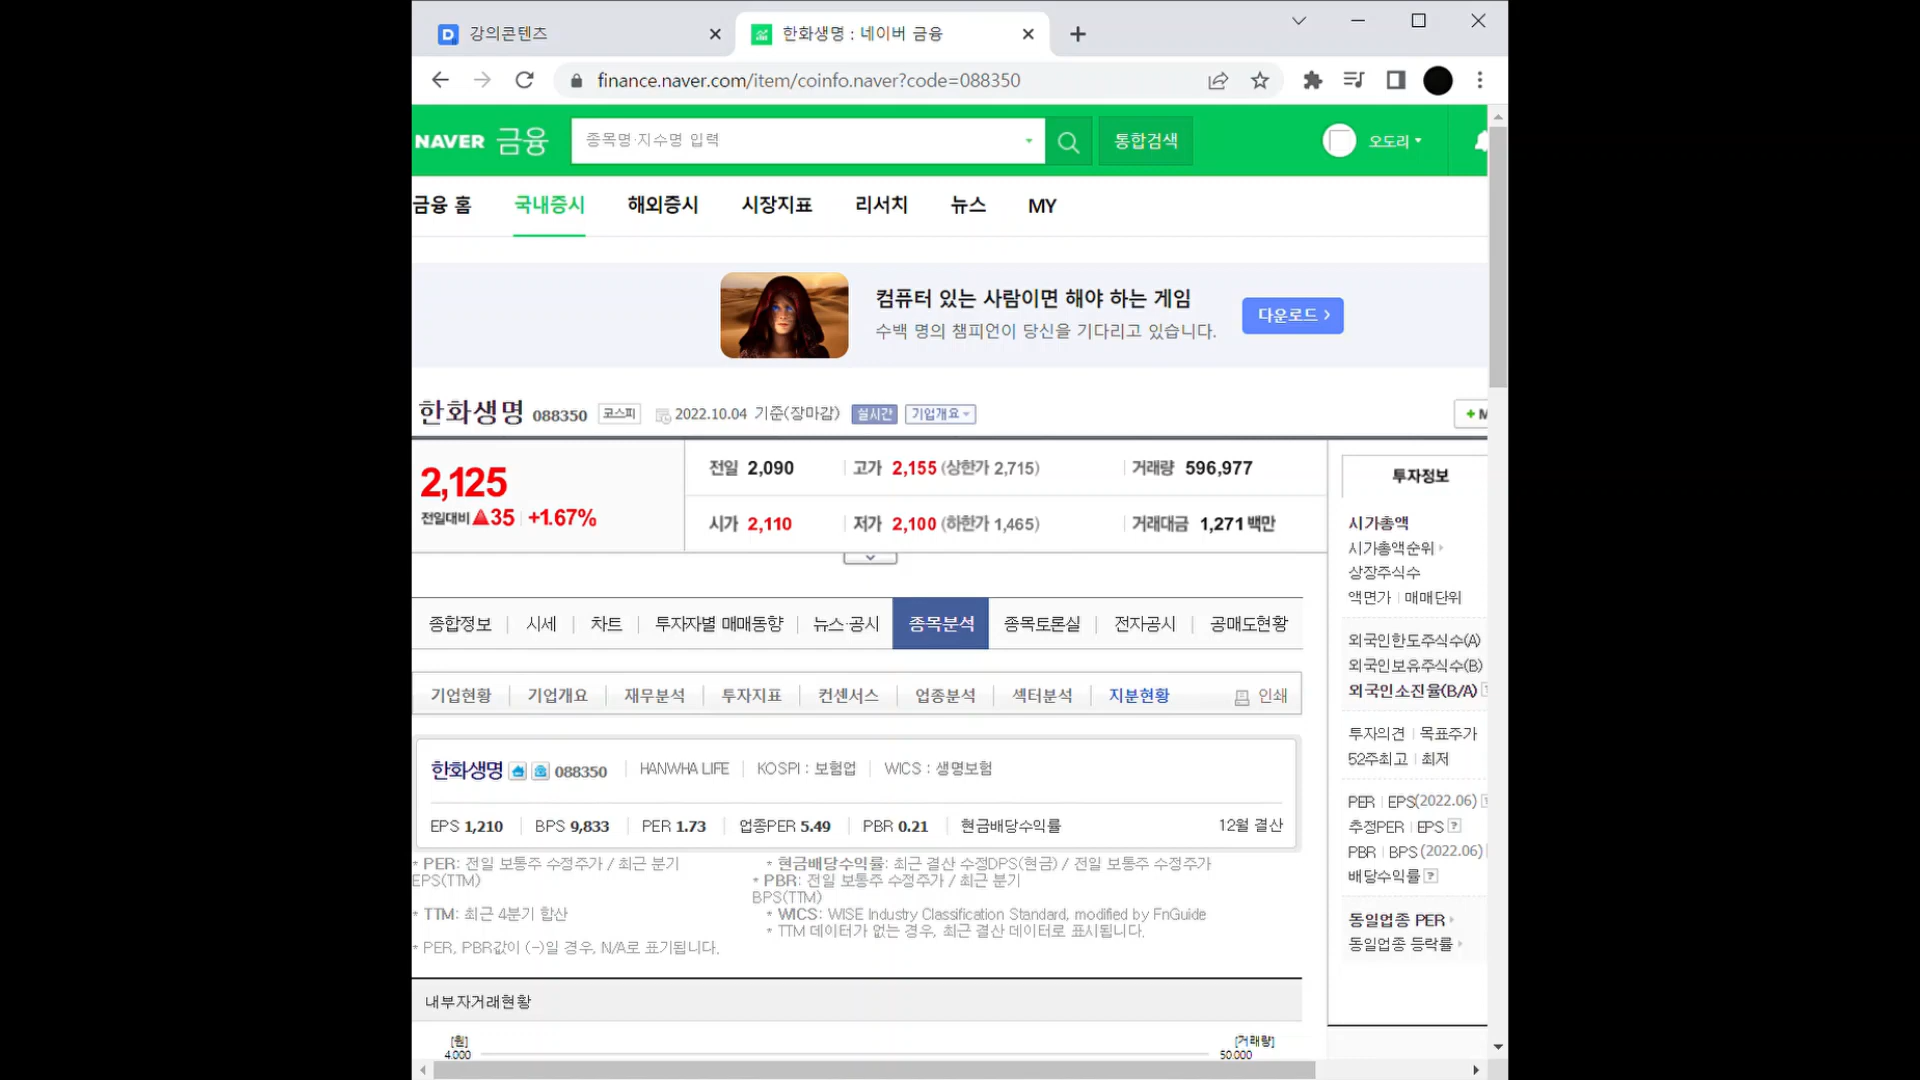 강의콘텐츠
한화생명 : 네이버 금융
finance.naver.com/item/coinfo.naver?code=088350
NAVER 금융
종목명·지수명 입력
통합검색
오도리
금융 홈 국내증시 해외증시 시장지표 리서치 뉴스 MY
컴퓨터 있는 사람이면 해야 하는 게임
수백 명의 챔피언이 당신을 기다리고 있습니다.
다운로드 >
한화생명 088350 코스피 2022.10.04 기준(장마감) 실시간 기업개요
+ M
2,125
전일대비 ▲35 +1.67%
전일 2,090 고가 2,155 (상한가 2,715) 거래량 596,977
시가 2,110 저가 2,100 (하한가 1,465) 거래대금 1,271 백만
종합정보 시세 차트 투자자별 매매동향 뉴스·공시 종목분석 종목토론실 전자공시 공매도현황
기업현황 기업개요 재무분석 투자지표 컨센서스 업종분석 섹터분석 지분현황 인쇄
한화생명 088350 HANWHA LIFE KOSPI : 보험업 WICS : 생명보험
EPS 1,210 BPS 9,833 PER 1.73 업종PER 5.49 PBR 0.21 현금배당수익률 12월 결산
* PER: 전일 보통주 수정주가 / 최근 분기
EPS(TTM)
* 현금배당수익률: 최근 결산 수정DPS(현금) / 전일 보통주 수정주가
* PBR: 전일 보통주 수정주가 / 최근 분기
BPS(TTM)
* TTM: 최근 4분기 합산
* WICS: WISE Industry Classification Standard, modified by FnGuide
* TTM 데이터가 없는 경우, 최근 결산 데이터로 표시됩니다.
* PER, PBR값이 (-)일 경우, N/A로 표기됩니다.
내부자거래현황
[원]
4,000
[거래량]
50,000
투자정보
시가총액
시가총액순위
상장주식수
액면가 | 매매단위
외국인한도주식수(A)
외국인보유주식수(B)
외국인소진율(B/A)
투자의견 | 목표주가
52주최고 | 최저
PER | EPS(2022.06)
추정PER | EPS ?
PBR | BPS (2022.06)
배당수익률 ?
동일업종 PER
동일업종 등락률